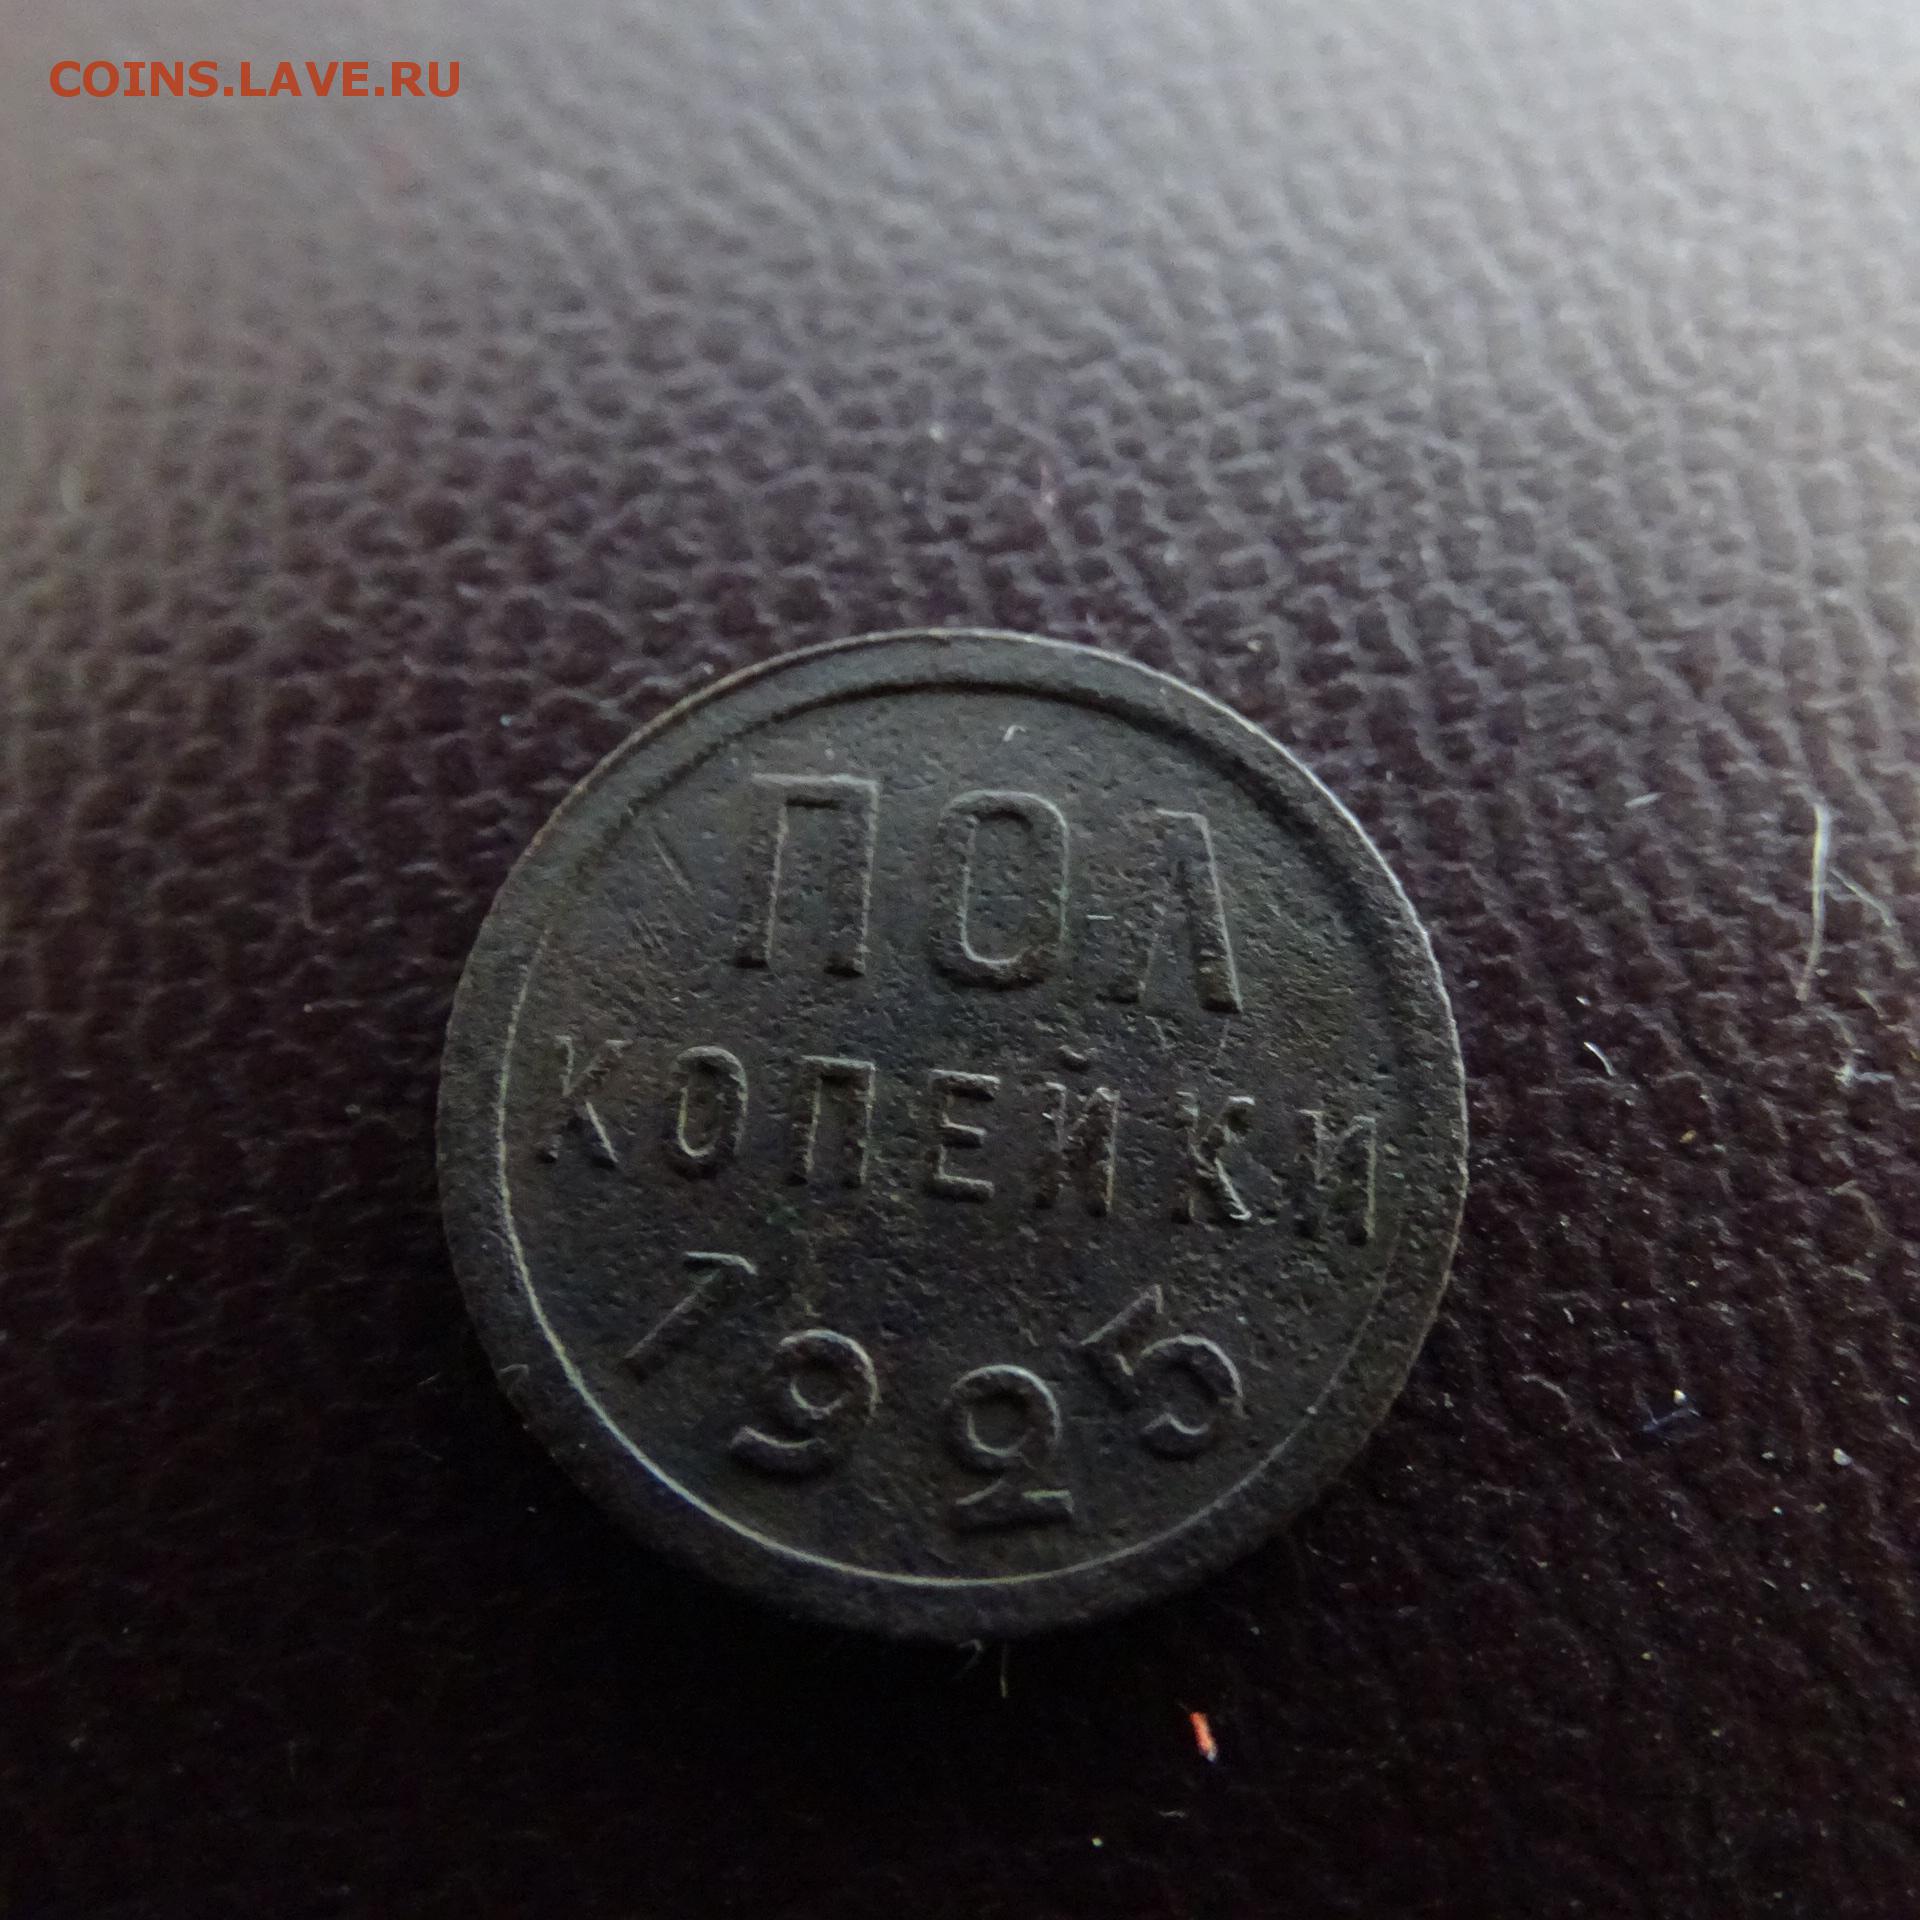 COINS.LAVE.RU
ПОЛ
КОПЕЙКИ
1925